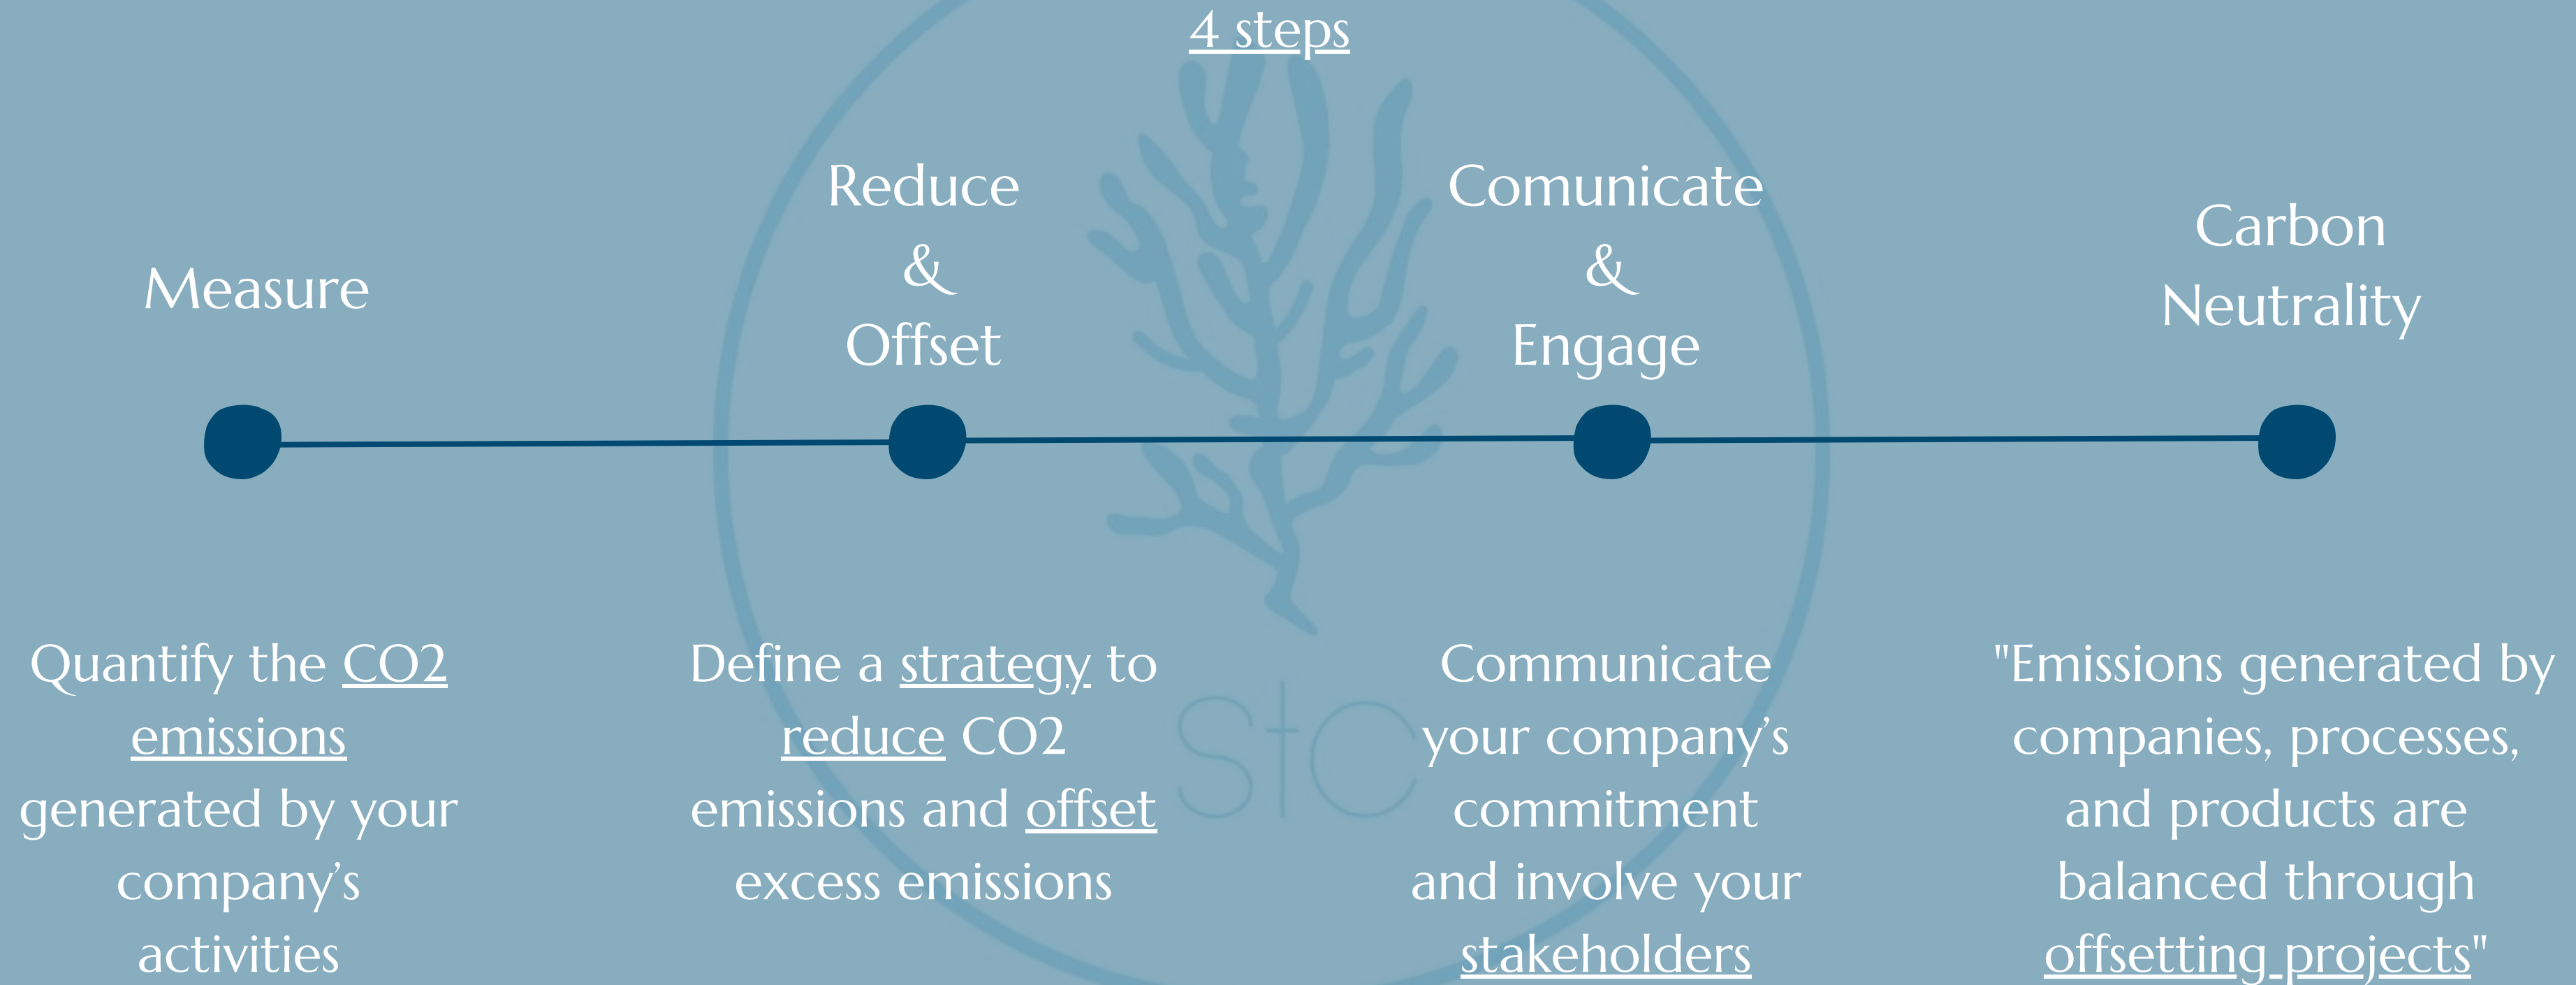 4 steps
Measure
Reduce
&
Offset
Comunicate
&
Engage
Carbon
Neutrality
Quantify the CO2
emissions
generated by your
company's
activities
Define a strategy to
reduce CO2
emissions and offset
excess emissions
Communicate
your company's
commitment
and involve your
stakeholders
"Emissions generated by
companies, processes,
and products are
balanced through
offsetting projects"
StC